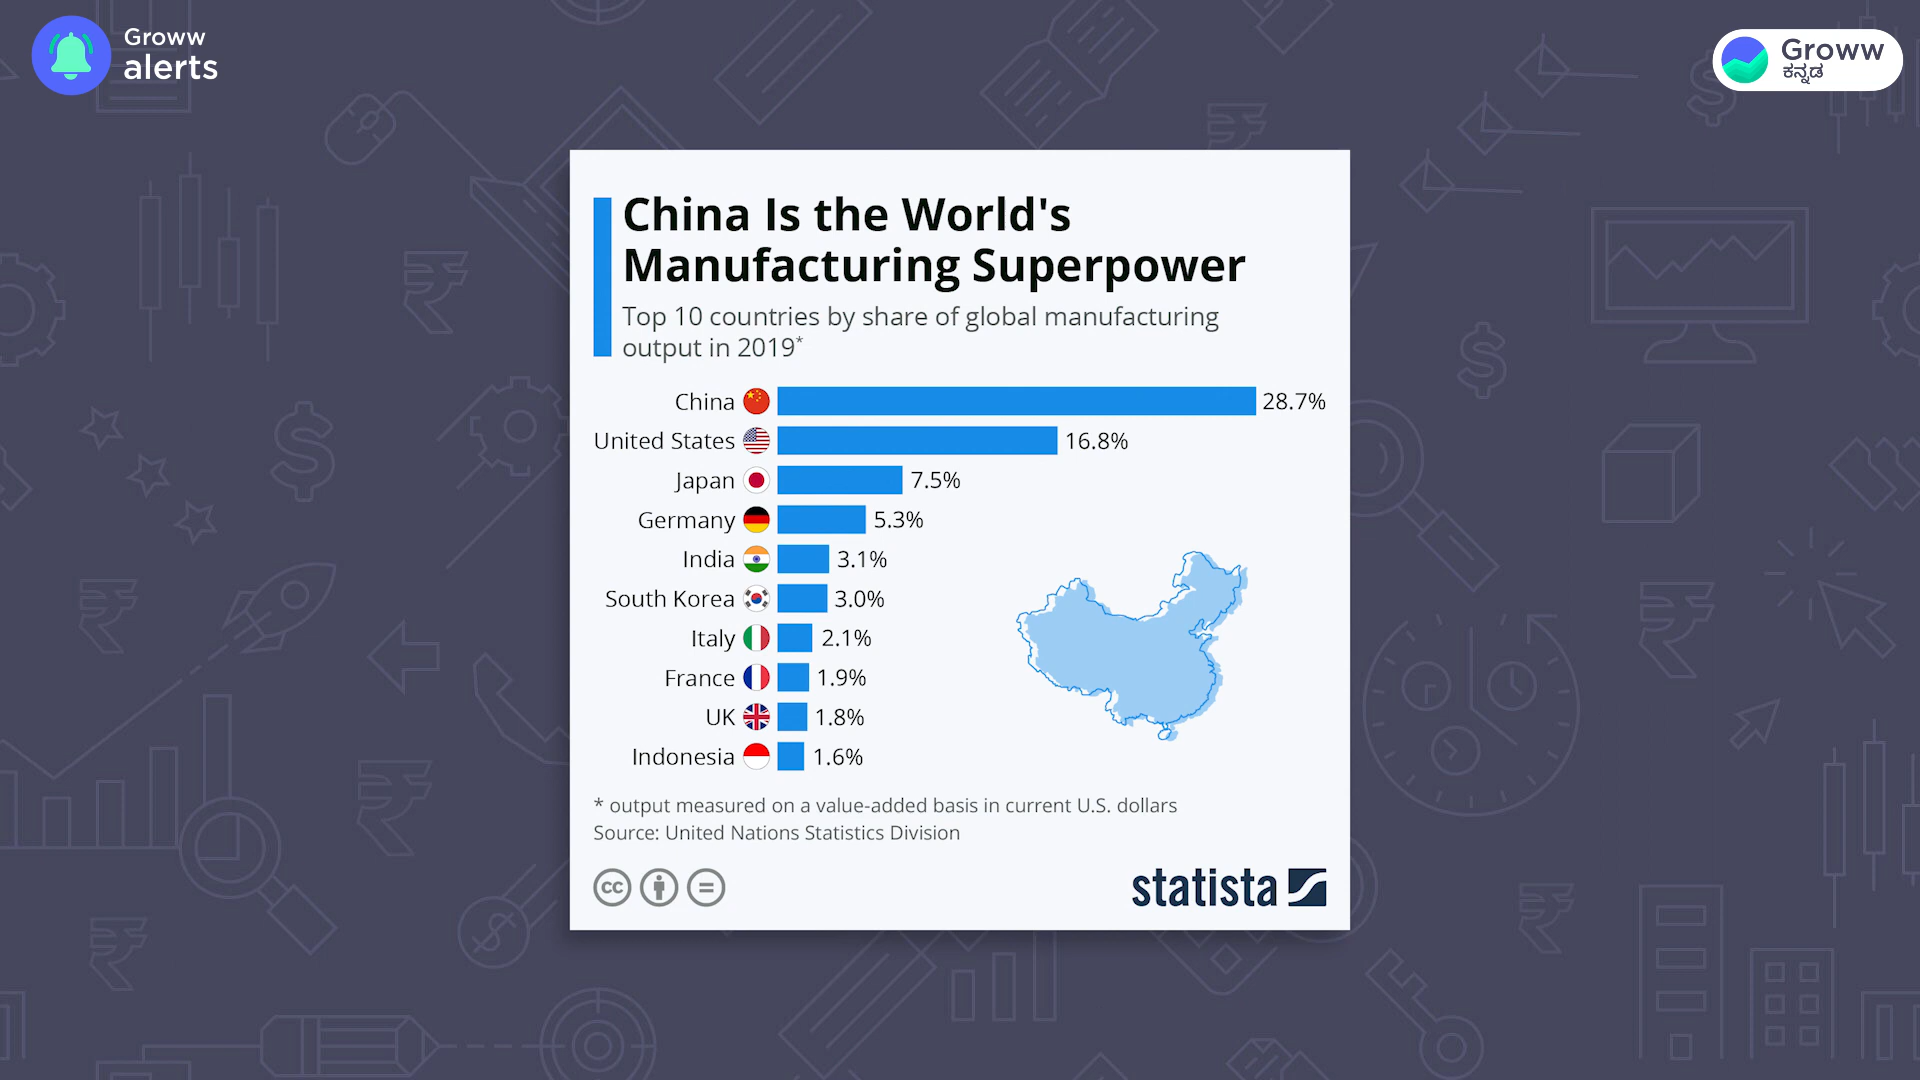 Groww
alerts
Groww
ಕನ್ನಡ
China Is the World's
Manufacturing Superpower
Top 10 countries by share of global manufacturing
output in 2019*
China 28.7%
United States 16.8%
Japan 7.5%
Germany 5.3%
India 3.1%
South Korea 3.0%
Italy 2.1%
France 1.9%
UK 1.8%
Indonesia 1.6%
* output measured on a value-added basis in current U.S. dollars
Source: United Nations Statistics Division
cc
statista